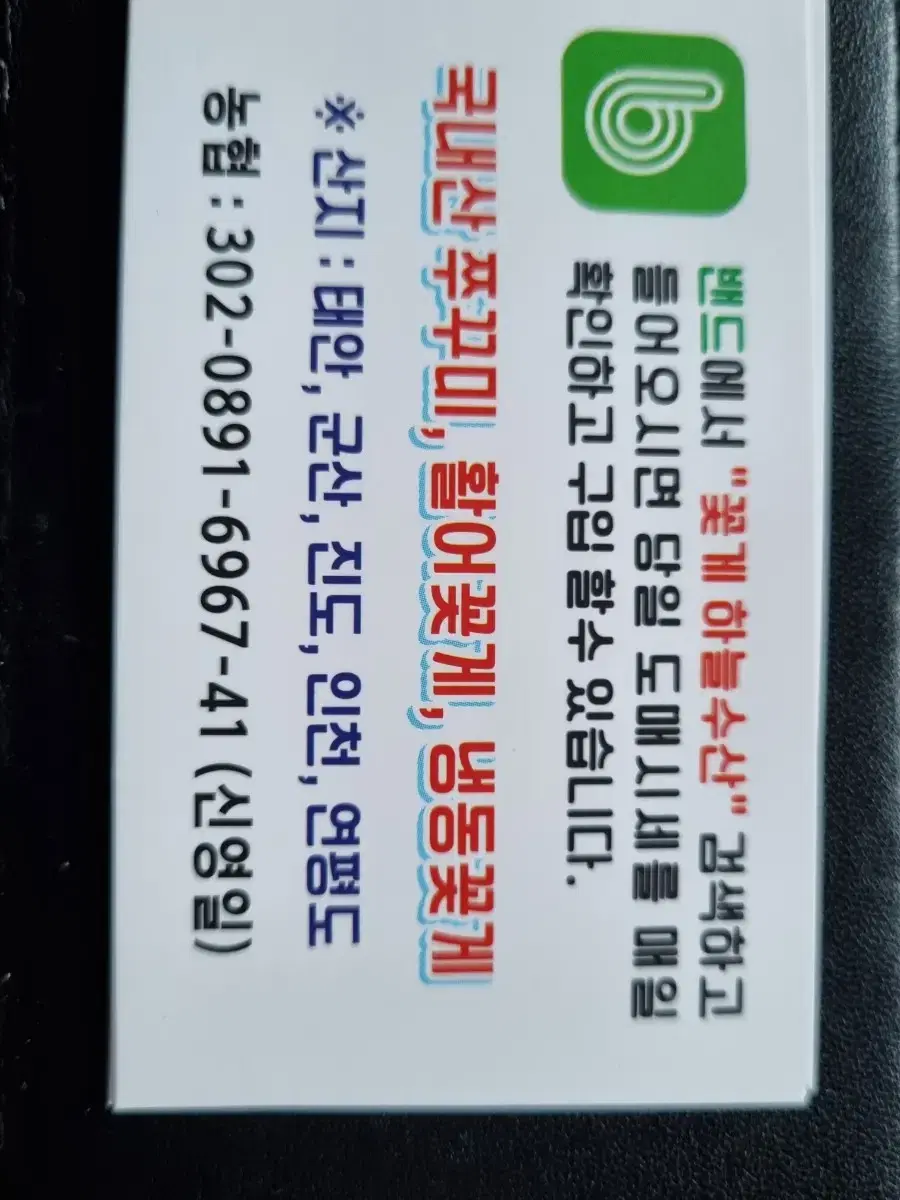 밴드에서 "꽃게 하늘수산" 검색하고
들어오시면 당일 도매시세를 매일
확인하고 구입 할수 있습니다.
국내산 쭈꾸미, 활어꽃게, 냉동꽃게
※ 산지 : 태안, 군산, 진도, 인천, 연평도
농협 : 302-0891-6967-41 (신영일)